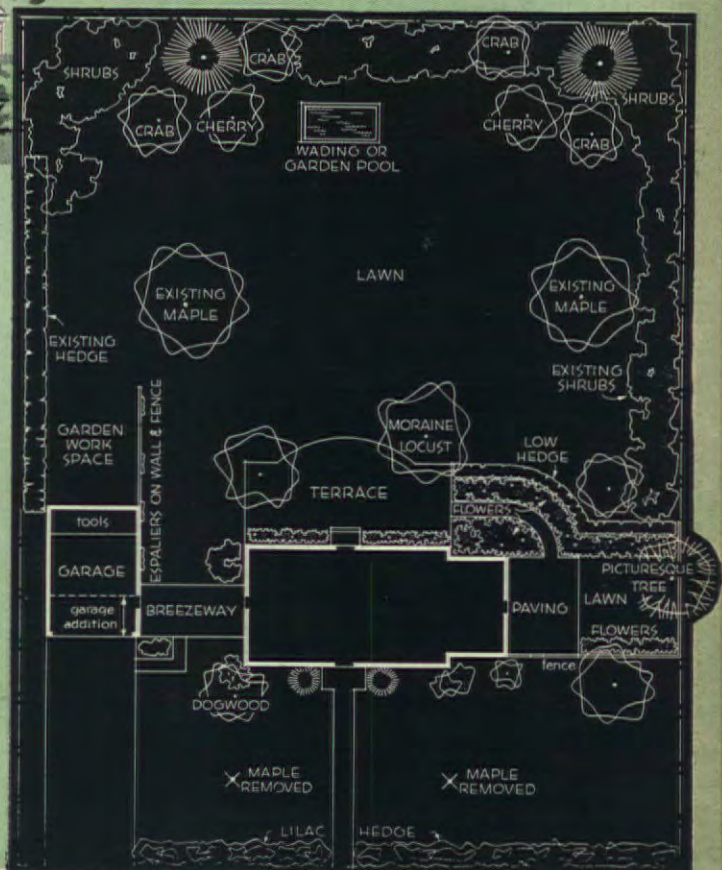 SHRUBS
CRAB
CRAB
SHRUBS
CRAB
CHERRY
CHERRY
CRAB
WADING OR
GARDEN POOL
LAWN
EXISTING
MAPLE
EXISTING
MAPLE
EXISTING
HEDGE
EXISTING
SHRUBS
ESPALIERS ON WALL & FENCE
GARDEN
WORK
SPACE
MORAINE
LOCUST
LOW
HEDGE
TERRACE
FLOWERS
tools
GARAGE
garage
addition
BREEZEWAY
PAVING
PICTURESQUE
TREE
LAWN
FLOWERS
fence
DOGWOOD
MAPLE
REMOVED
MAPLE
REMOVED
LILAC HEDGE